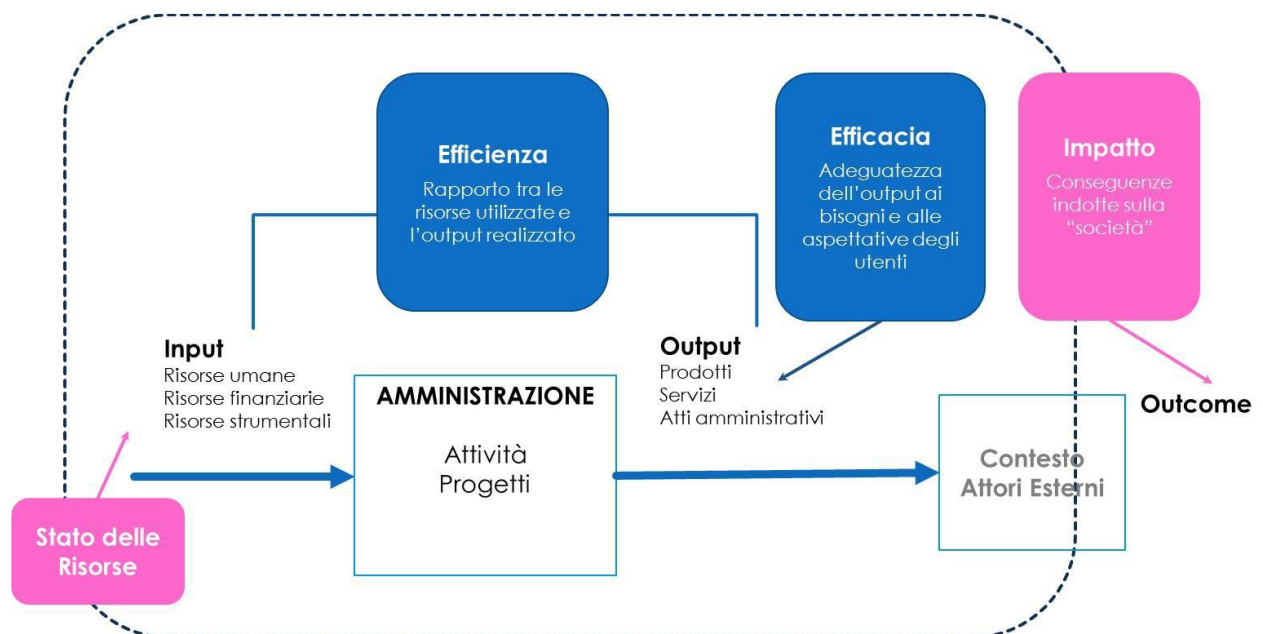 Efficienza
Rapporto tra le
risorse utilizzate e
l’output realizzato
Efficacia
Adeguatezza
dell’output ai
bisogni e alle
aspettative degli
utenti
Impatto
Conseguenze
indotte sulla
“società”
Input
Risorse umane
Risorse finanziarie
Risorse strumentali
AMMINISTRAZIONE
Attività
Progetti
Output
Prodotti
Servizi
Atti amministrativi
Outcome
Contesto
Attori Esterni
Stato delle
Risorse